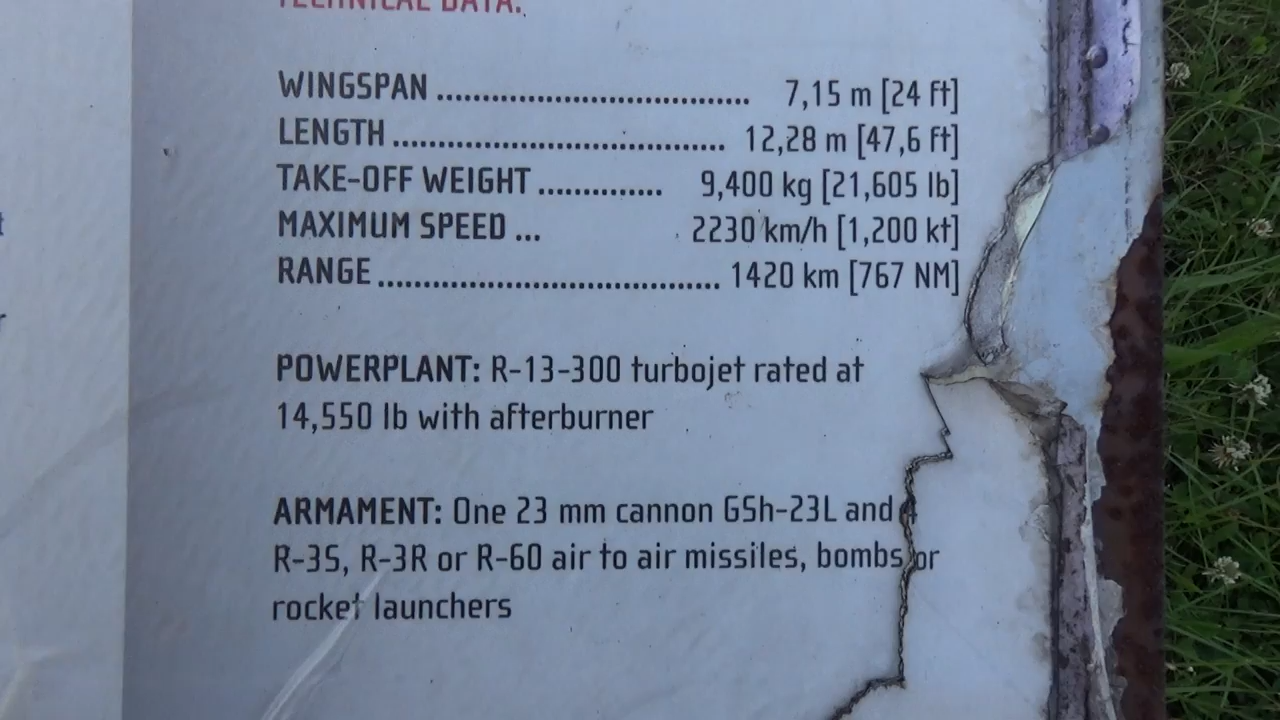 TECHNICAL DATA:
WINGSPAN .................................. 7,15 m [24 ft]
LENGTH .................................... 12,28 m [47,6 ft]
TAKE-OFF WEIGHT ............. 9,400 kg [21,605 lb]
MAXIMUM SPEED ... 2230 km/h [1,200 kt]
RANGE ..................................... 1420 km [767 NM]
POWERPLANT: R-13-300 turbojet rated at
14,550 lb with afterburner
ARMAMENT: One 23 mm cannon GSh-23L and 4
R-3S, R-3R or R-60 air to air missiles, bombs or
rocket launchers